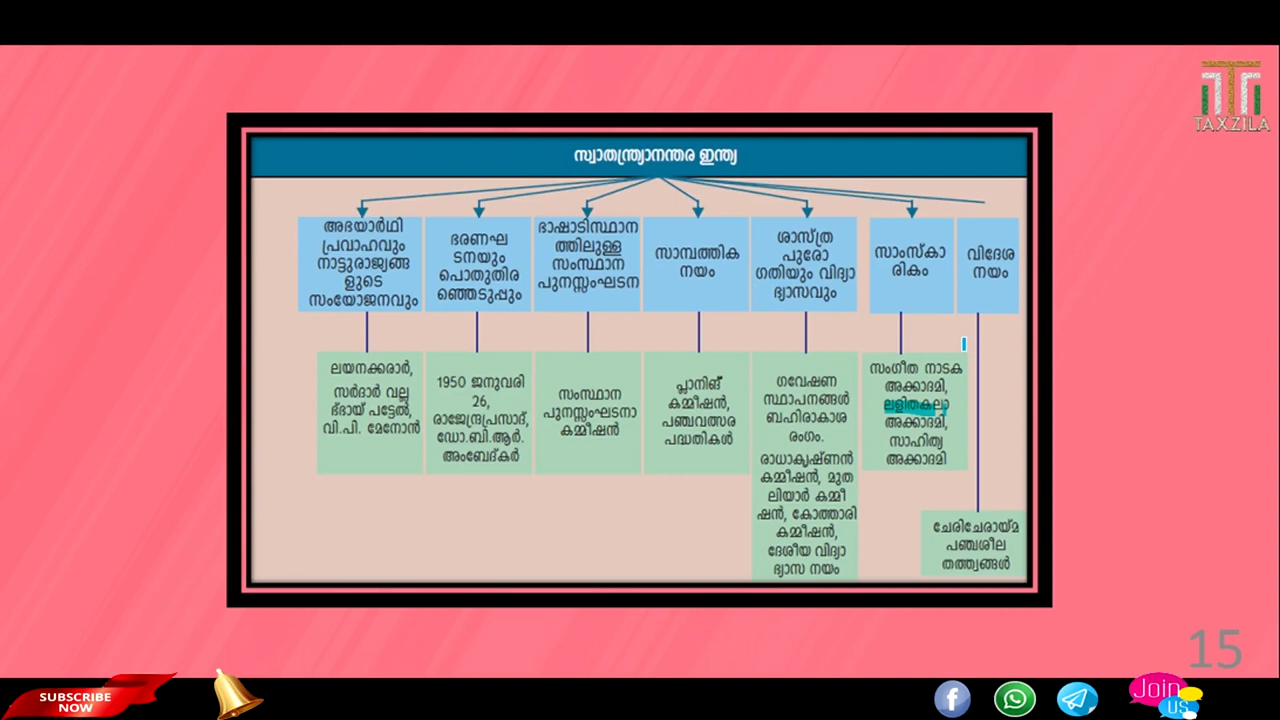 TAXZILA
സ്വാതന്ത്ര്യാനന്തര ഇന്ത്യ
അഭയാർഥി
പ്രവാഹവും
നാട്ടുരാജ്യങ്ങ
ളുടെ
സംയോജനവും
ഭരണഘ
ടനയും
പൊതുതിര
ഞ്ഞെടുപ്പും
ഭാഷാടിസ്ഥാന
ത്തിലുള്ള
സംസ്ഥാന
പുനസ്സംഘടന
സാമ്പത്തിക
നയം
ശാസ്ത്ര
പുരോ
ഗതിയും വിദ്യാ
ഭ്യാസവും
സാംസ്കാ
രികം
വിദേശ
നയം
ലയനക്കരാർ,
സർദാർ വല്ല
ഭ്ഭായ് പട്ടേൽ,
വി.പി. മേനോൻ
1950 ജനുവരി
26,
രാജേന്ദ്രപ്രസാദ്,
ഡോ.ബി.ആർ.
അംബേദ്കർ
സംസ്ഥാന
പുനസ്സംഘടനാ
കമ്മീഷൻ
പ്ലാനിങ്
കമ്മീഷൻ,
പഞ്ചവത്സര
പദ്ധതികൾ
ഗവേഷണ
സ്ഥാപനങ്ങൾ
ബഹിരാകാശ
രംഗം.
രാധാകൃഷ്ണൻ
കമ്മീഷൻ, മുത
ലിയാർ കമ്മീ
ഷൻ, കോത്താരി
കമ്മീഷൻ,
ദേശീയ വിദ്യാ
ഭ്യാസ നയം
സംഗീത നാടക
അക്കാദമി,
ലളിതകലാ
അക്കാദമി,
സാഹിത്യ
അക്കാദമി
ചേരിചേരായ്മ
പഞ്ചശീല
തത്ത്വങ്ങൾ
15
SUBSCRIBE
NOW
Join
US